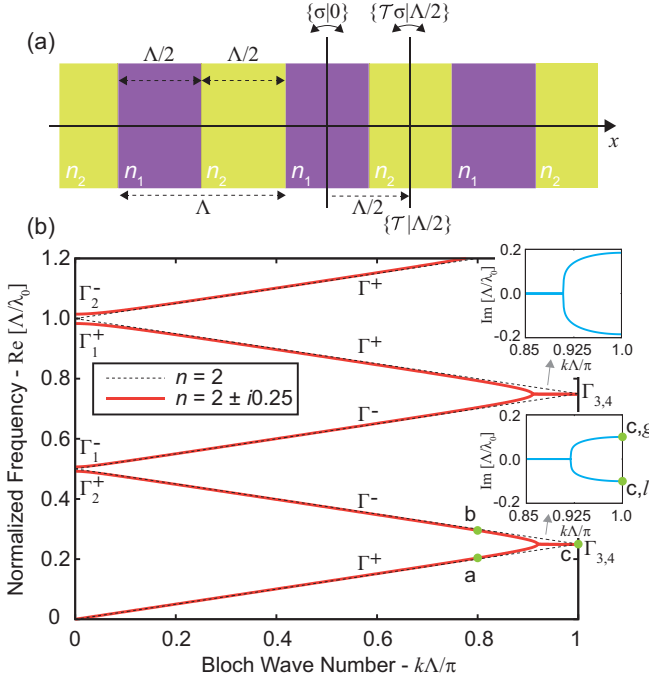 (a)
{σ|0}
{𝒯σ|Λ/2}
Λ/2
Λ/2
x
n₂
n₁
n₂
n₁
n₂
n₁
n₂
Λ
Λ/2
{𝒯|Λ/2}
(b)
Normalized Frequency - Re [Λ/λ₀]
1.2
1.0
0.8
0.6
0.4
0.2
0
Γ₂⁻
Γ₁⁺
Γ₁⁻
Γ₂⁺
Γ⁺
Γ⁺
Γ⁻
Γ⁻
Γ⁺
n = 2
n = 2 ± i0.25
b
a
c
Γ₃,₄
Γ₃,₄
Im [Λ/λ₀]
0.2
0.0
-0.2
0.85
0.925
1.0
kΛ/π
Im [Λ/λ₀]
0.2
0.0
-0.2
0.85
0.925
1.0
kΛ/π
c,g
c,l
0
0.2
0.4
0.6
0.8
1
Bloch Wave Number - kΛ/π